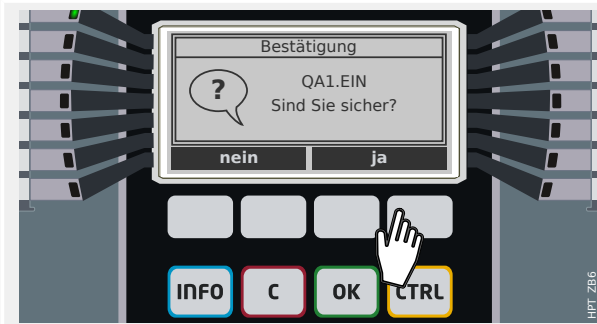 Bestätigung
?
QA1.EIN
Sind Sie sicher?
nein ja
INFO C OK CTRL
HPT_ZB6